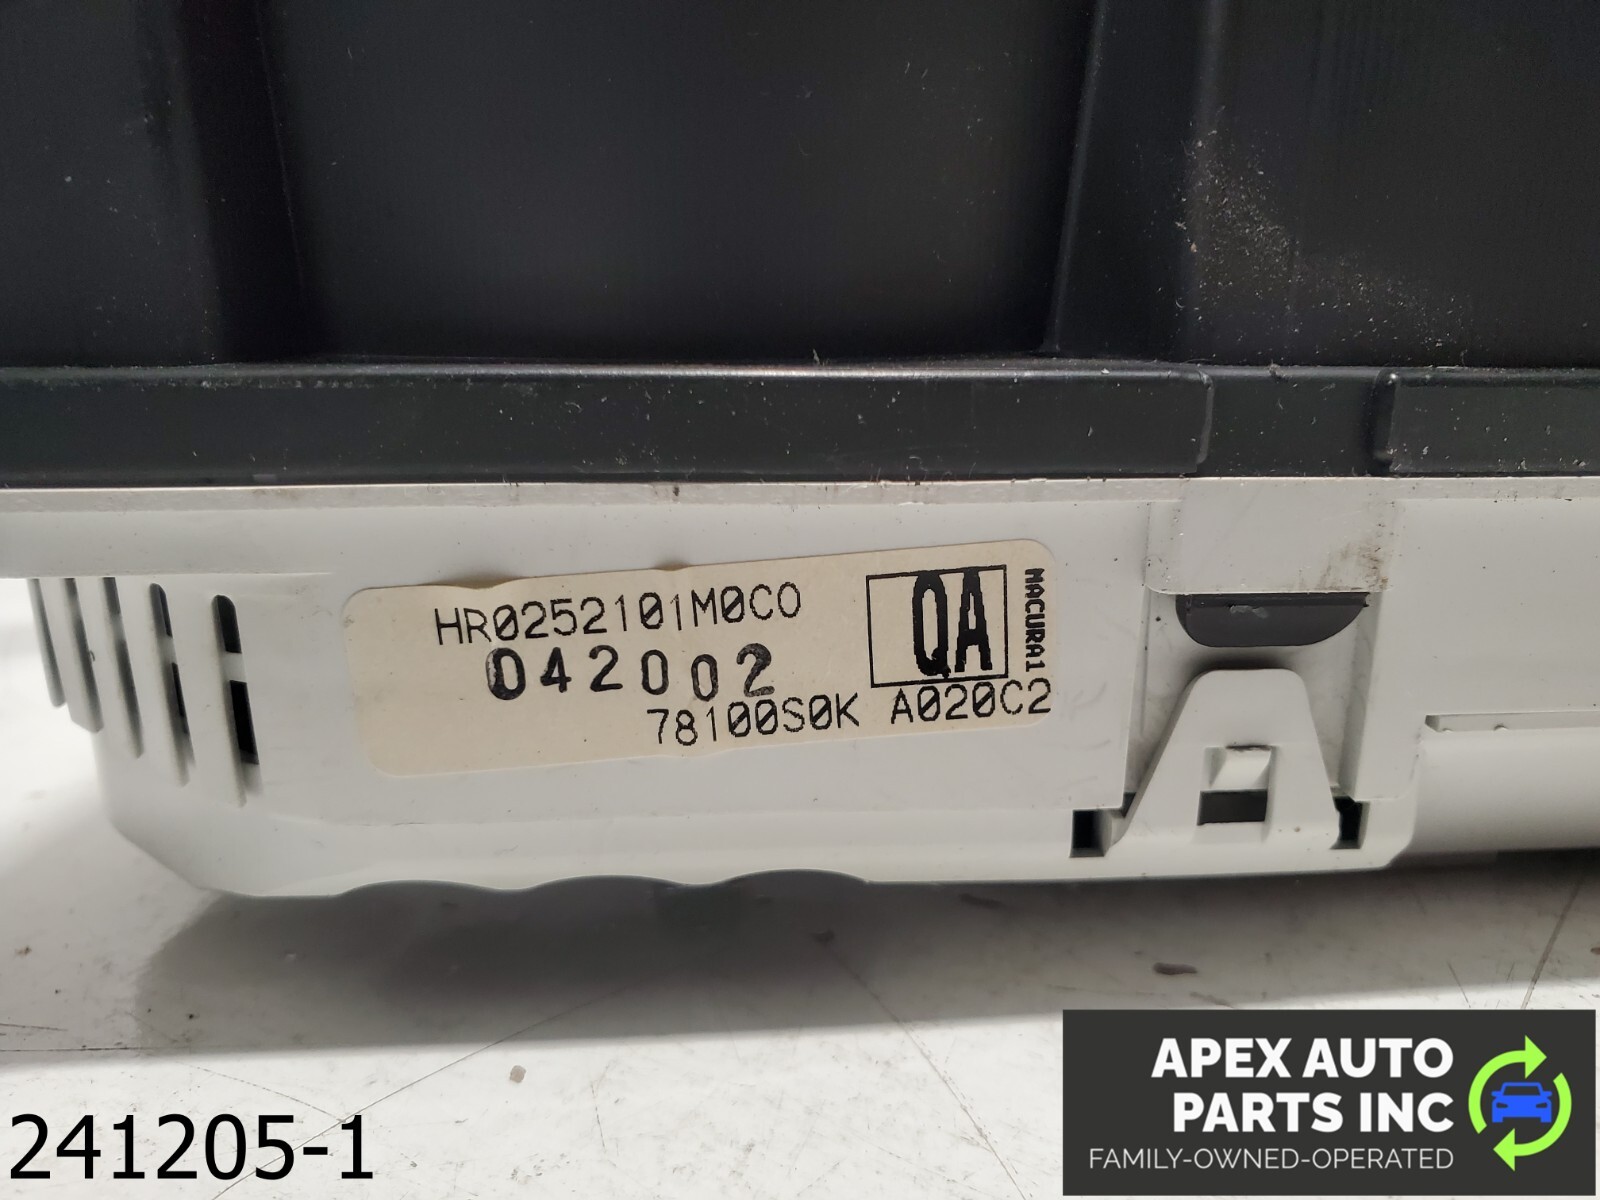 HR0252101M0C0
042002
QA
MACURA1
78100S0K A020C2
241205-1
APEX AUTO
PARTS INC
FAMILY-OWNED-OPERATED